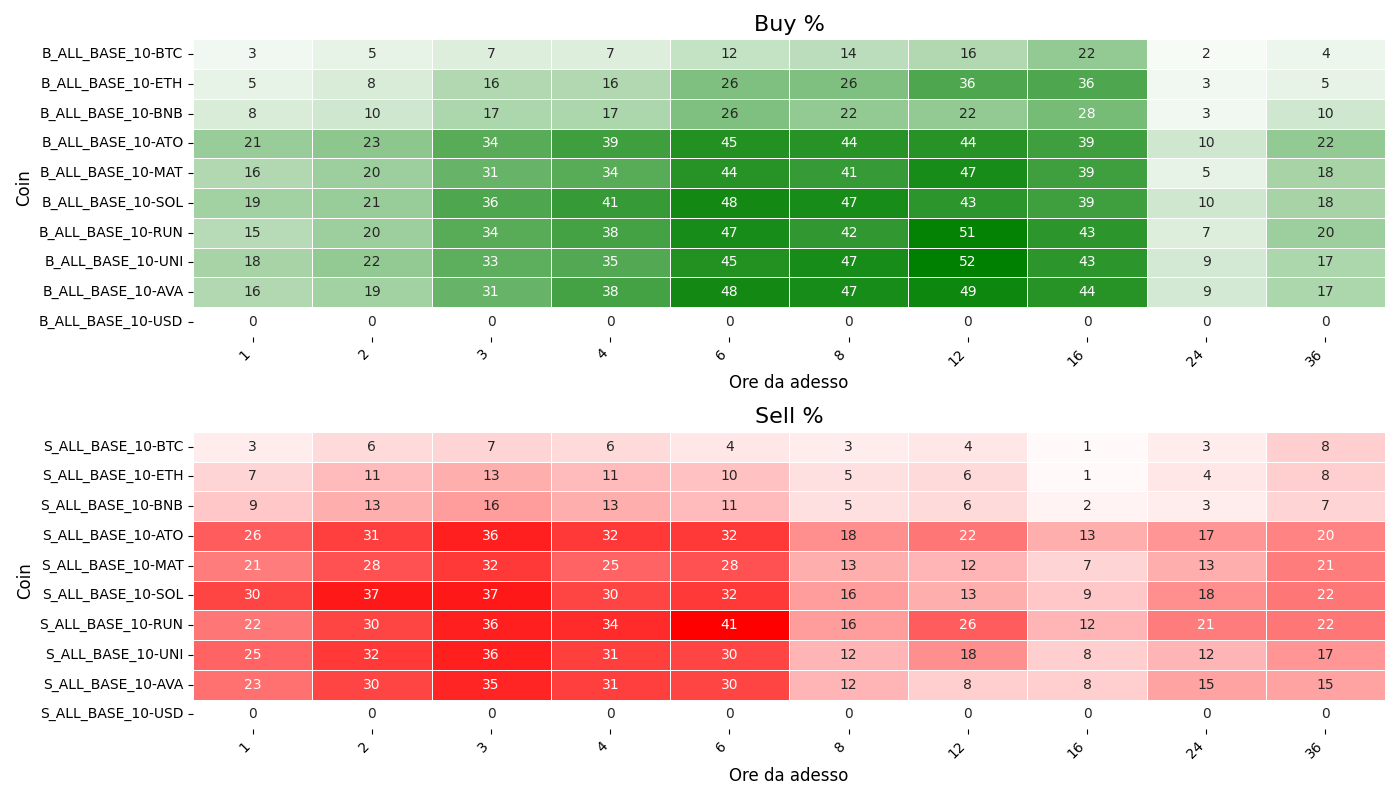 Buy %
Coin
B_ALL_BASE_10-BTC 3 5 7 7 12 14 16 22 2 4
B_ALL_BASE_10-ETH 5 8 16 16 26 26 36 36 3 5
B_ALL_BASE_10-BNB 8 10 17 17 26 22 22 28 3 10
B_ALL_BASE_10-ATO 21 23 34 39 45 44 44 39 10 22
B_ALL_BASE_10-MAT 16 20 31 34 44 41 47 39 5 18
B_ALL_BASE_10-SOL 19 21 36 41 48 47 43 39 10 18
B_ALL_BASE_10-RUN 15 20 34 38 47 42 51 43 7 20
B_ALL_BASE_10-UNI 18 22 33 35 45 47 52 43 9 17
B_ALL_BASE_10-AVA 16 19 31 38 48 47 49 44 9 17
B_ALL_BASE_10-USD 0 0 0 0 0 0 0 0 0 0
1 2 3 4 6 8 12 16 24 36
Ore da adesso
Sell %
Coin
S_ALL_BASE_10-BTC 3 6 7 6 4 3 4 1 3 8
S_ALL_BASE_10-ETH 7 11 13 11 10 5 6 1 4 8
S_ALL_BASE_10-BNB 9 13 16 13 11 5 6 2 3 7
S_ALL_BASE_10-ATO 26 31 36 32 32 18 22 13 17 20
S_ALL_BASE_10-MAT 21 28 32 25 28 13 12 7 13 21
S_ALL_BASE_10-SOL 30 37 37 30 32 16 13 9 18 22
S_ALL_BASE_10-RUN 22 30 36 34 41 16 26 12 21 22
S_ALL_BASE_10-UNI 25 32 36 31 30 12 18 8 12 17
S_ALL_BASE_10-AVA 23 30 35 31 30 12 8 8 15 15
S_ALL_BASE_10-USD 0 0 0 0 0 0 0 0 0 0
1 2 3 4 6 8 12 16 24 36
Ore da adesso